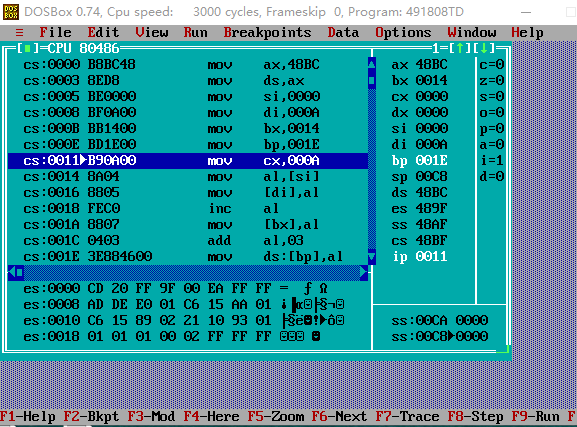 DOSBox 0.74, Cpu speed: 3000 cycles, Frameskip 0, Program: 491808TD
≡ File Edit View Run Breakpoints Data Options Window Help
[■]=CPU 80486 1=[↑][↓]
cs:0000 B8BC48 mov ax,48BC ax 48BC c=0
cs:0003 8ED8 mov ds,ax bx 0014 z=0
cs:0005 BE0000 mov si,0000 cx 0000 s=0
cs:0008 BF0A00 mov di,000A dx 0000 o=0
cs:000B BB1400 mov bx,0014 si 0000 p=0
cs:000E BD1E00 mov bp,001E di 000A a=0
cs:0011►B90A00 mov cx,000A bp 001E i=1
cs:0014 8A04 mov al,[si] sp 00C8 d=0
cs:0016 8805 mov [di],al ds 48BC
cs:0018 FEC0 inc al es 489F
cs:001A 8807 mov [bx],al ss 48AF
cs:001C 0403 add al,03 cs 48BF
cs:001E 3E884600 mov ds:[bp],al ip 0011
es:0000 CD 20 FF 9F 00 EA FF FF = ƒ Ω
es:0008 AD DE E0 01 C6 15 AA 01
es:0010 C6 15 89 02 21 10 93 01
es:0018 01 01 01 00 02 FF FF FF
ss:00CA 0000
ss:00C8►0000
F1-Help F2-Bkpt F3-Mod F4-Here F5-Zoom F6-Next F7-Trace F8-Step F9-Run F